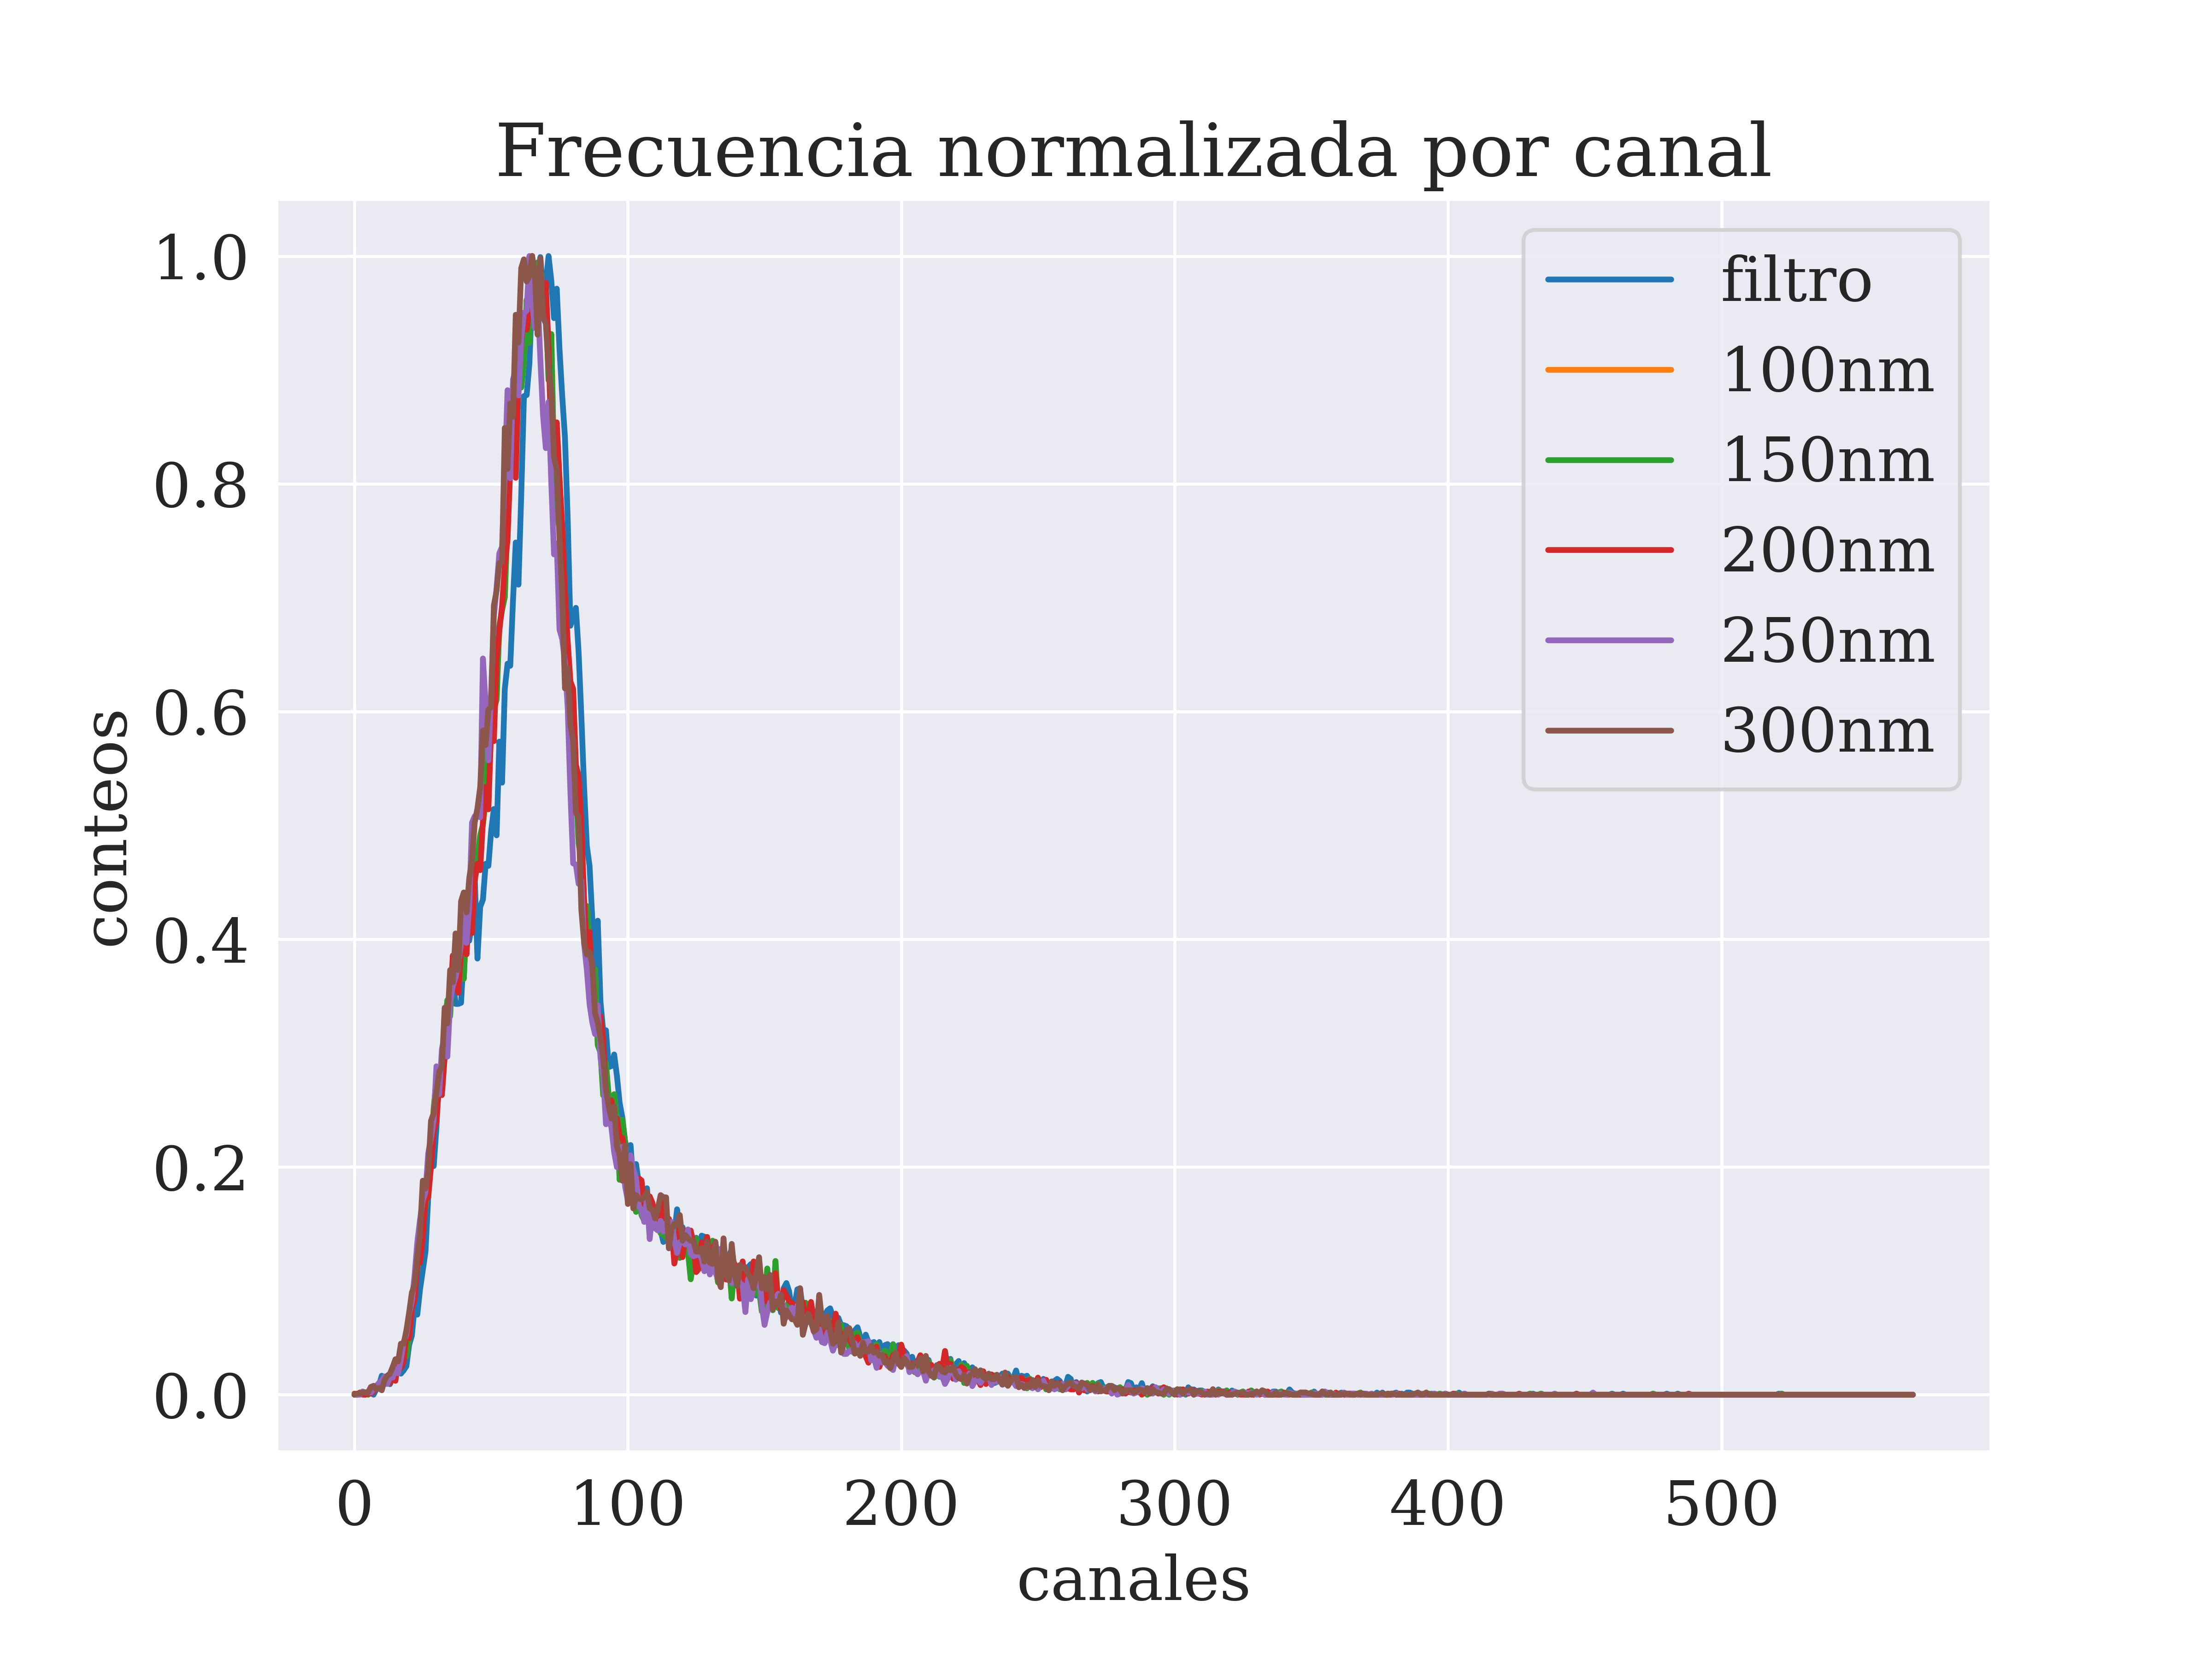 Frecuencia normalizada por canal
1.0
0.8
0.6
0.4
0.2
0.0
conteos
filtro
100nm
150nm
200nm
250nm
300nm
0 100 200 300 400 500
canales